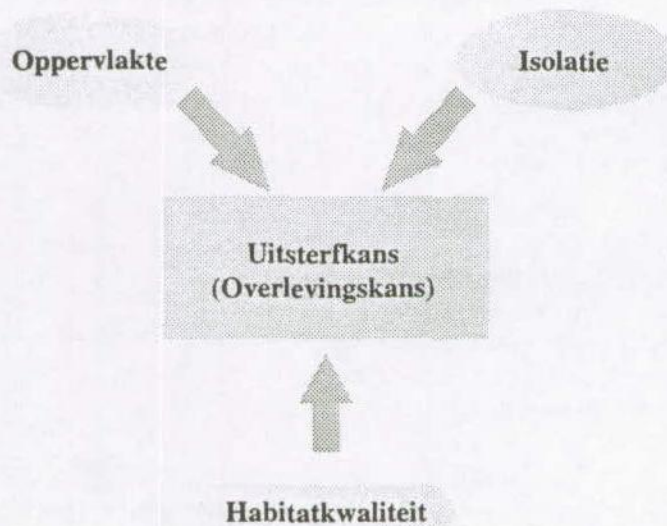 Oppervlakte
Isolatie
Uitsterfkans
(Overlevingskans)
Habitatkwaliteit